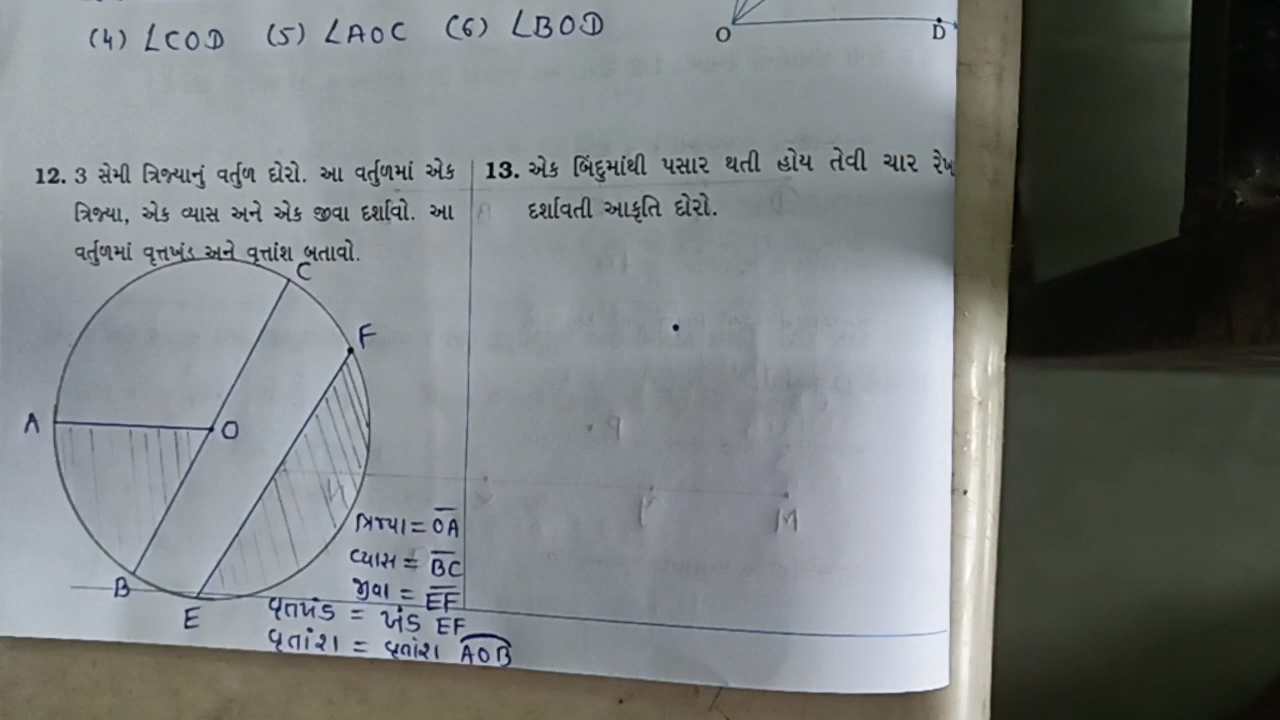 (4) ∠COD (5) ∠AOC (6) ∠BOD
O
D
12. 3 સેમી ત્રિજ્યાનું વર્તુળ દોરો. આ વર્તુળમાં એક
ત્રિજ્યા, એક વ્યાસ અને એક જીવા દર્શાવો. આ
વર્તુળમાં વૃત્તખંડ અને વૃત્તાંશ બતાવો.
C
F
A
O
B
E
ત્રિજ્યા = OA
વ્યાસ = BC
જીવા = EF
વૃતખંડ = ખંડ EF
વૃતાંશ = વૃતાંશ AOB
13. એક બિંદુમાંથી પસાર થતી હોય તેવી ચાર
દર્શાવતી આકૃતિ દોરો.
M